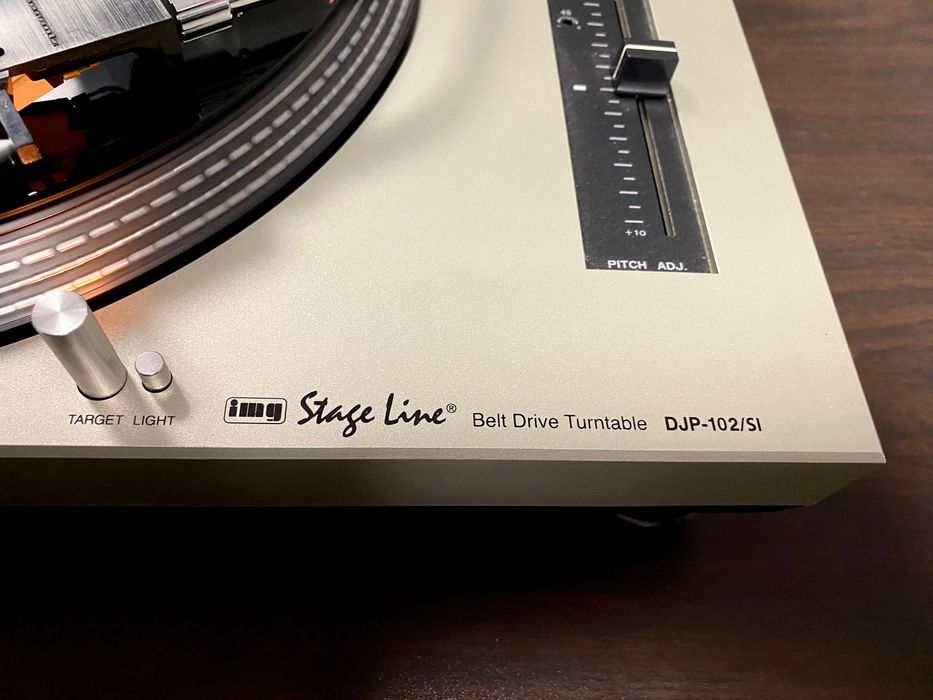 +10
PITCH ADJ.
TARGET LIGHT
img Stage Line® Belt Drive Turntable DJP-102/SI